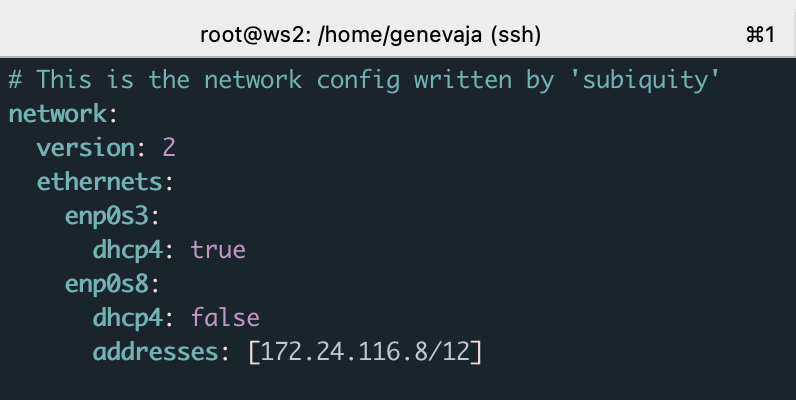 root@ws2: /home/genevaja (ssh) ⌘1
# This is the network config written by 'subiquity'
network:
  version: 2
  ethernets:
    enp0s3:
      dhcp4: true
    enp0s8:
      dhcp4: false
      addresses: [172.24.116.8/12]